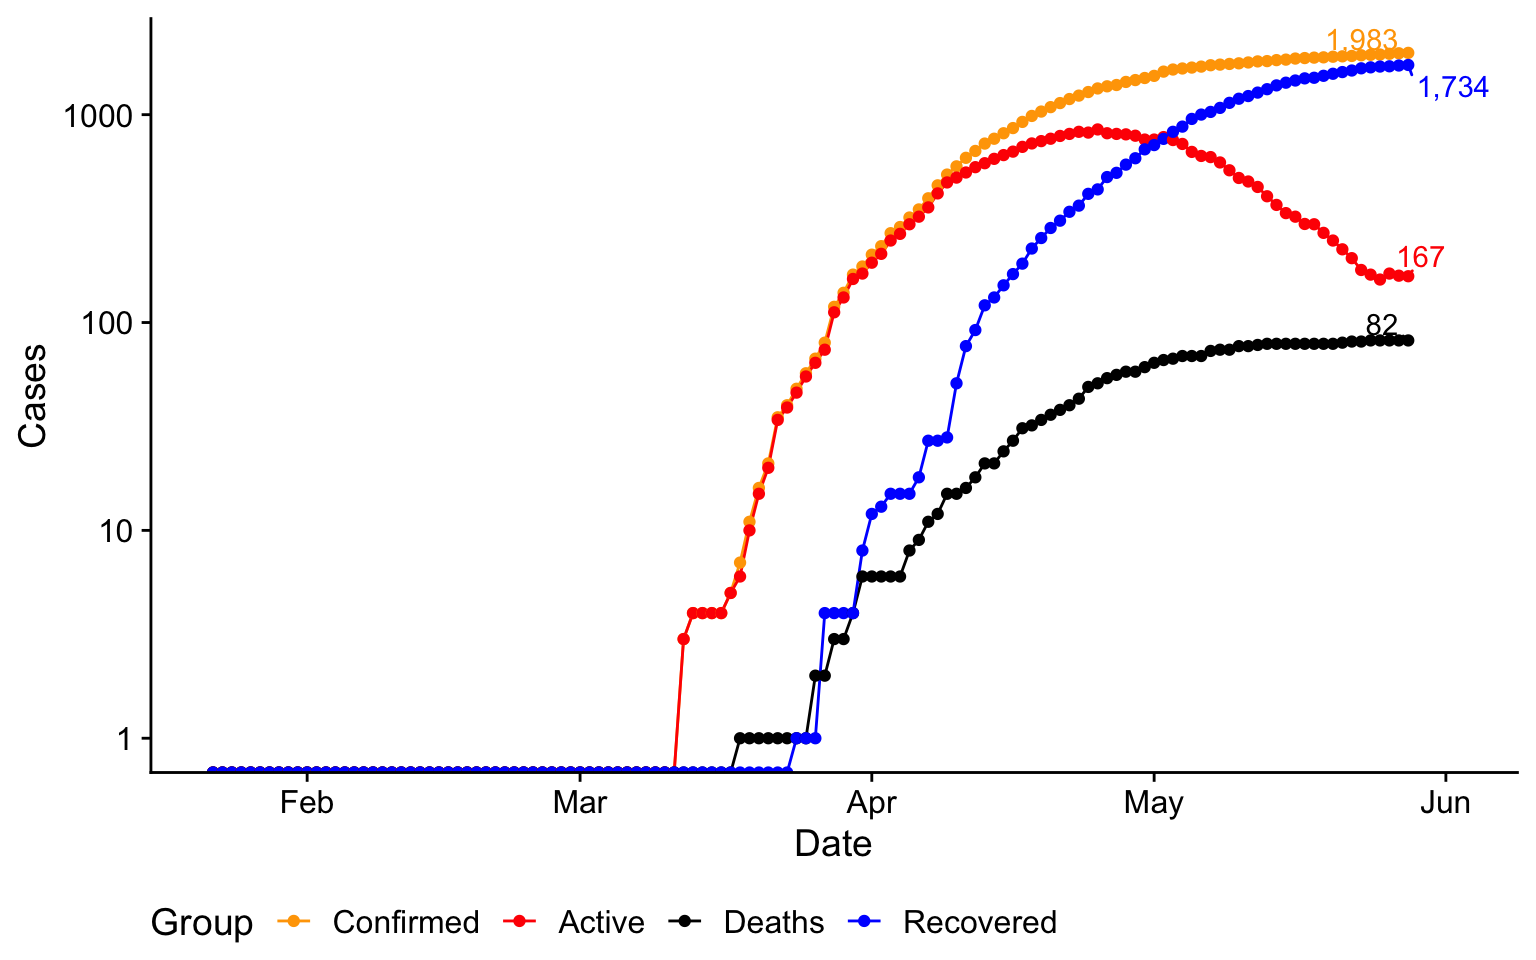 1,983
1,734
1000
167
100
82
10
1
Cases
Feb Mar Apr May Jun
Date
Group Confirmed Active Deaths Recovered